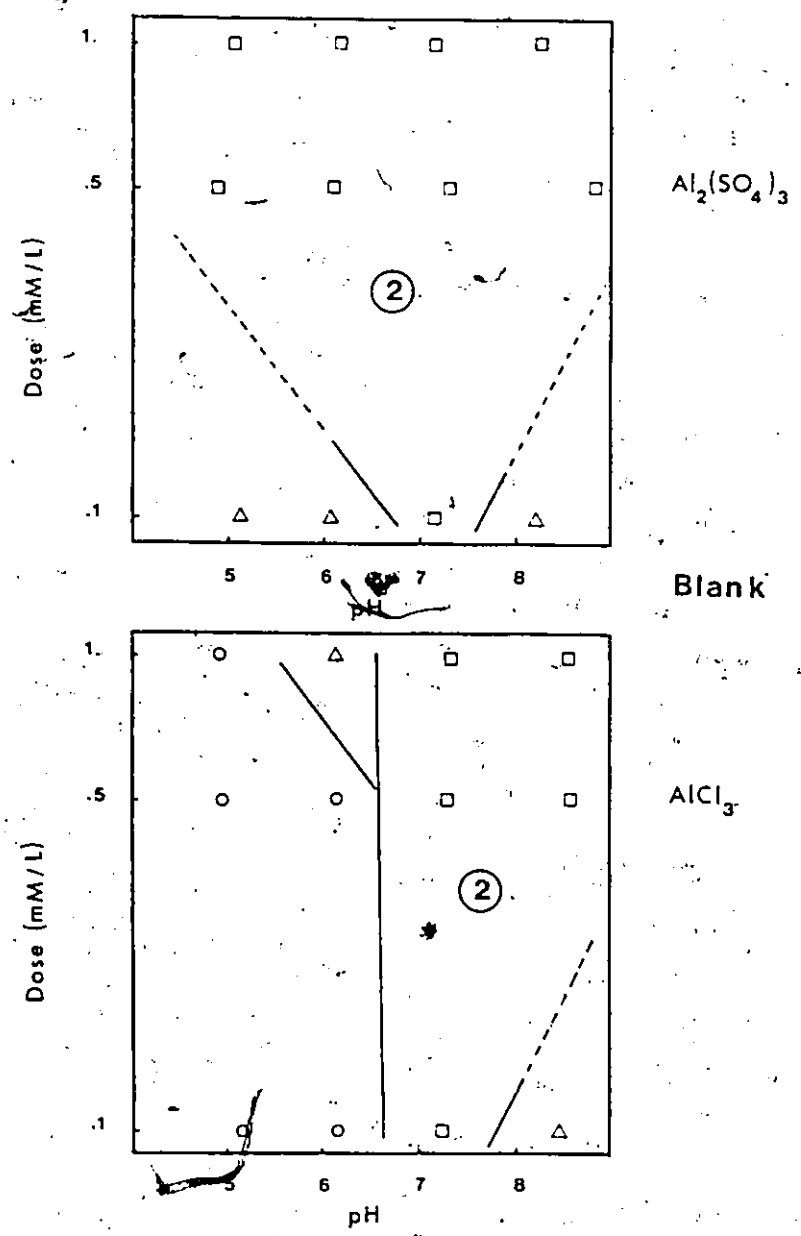 1.
.5
.1
Dose (mM/L)
2
Al2(SO4)3
5 6 7 8
pH
Blank
1.
.5
.1
Dose (mM/L)
2
AlCl3
5 6 7 8
pH